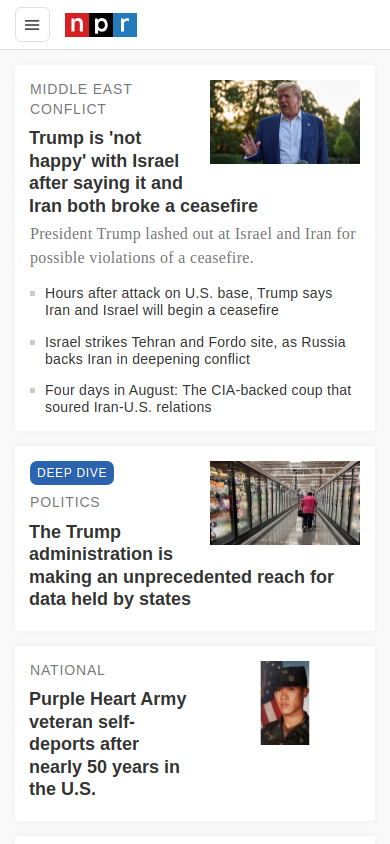 npr
MIDDLE EAST
CONFLICT
Trump is 'not
happy' with Israel
after saying it and
Iran both broke a ceasefire
President Trump lashed out at Israel and Iran for
possible violations of a ceasefire.
Hours after attack on U.S. base, Trump says
Iran and Israel will begin a ceasefire
Israel strikes Tehran and Fordo site, as Russia
backs Iran in deepening conflict
Four days in August: The CIA-backed coup that
soured Iran-U.S. relations
DEEP DIVE
POLITICS
The Trump
administration is
making an unprecedented reach for
data held by states
NATIONAL
Purple Heart Army
veteran self-
deports after
nearly 50 years in
the U.S.